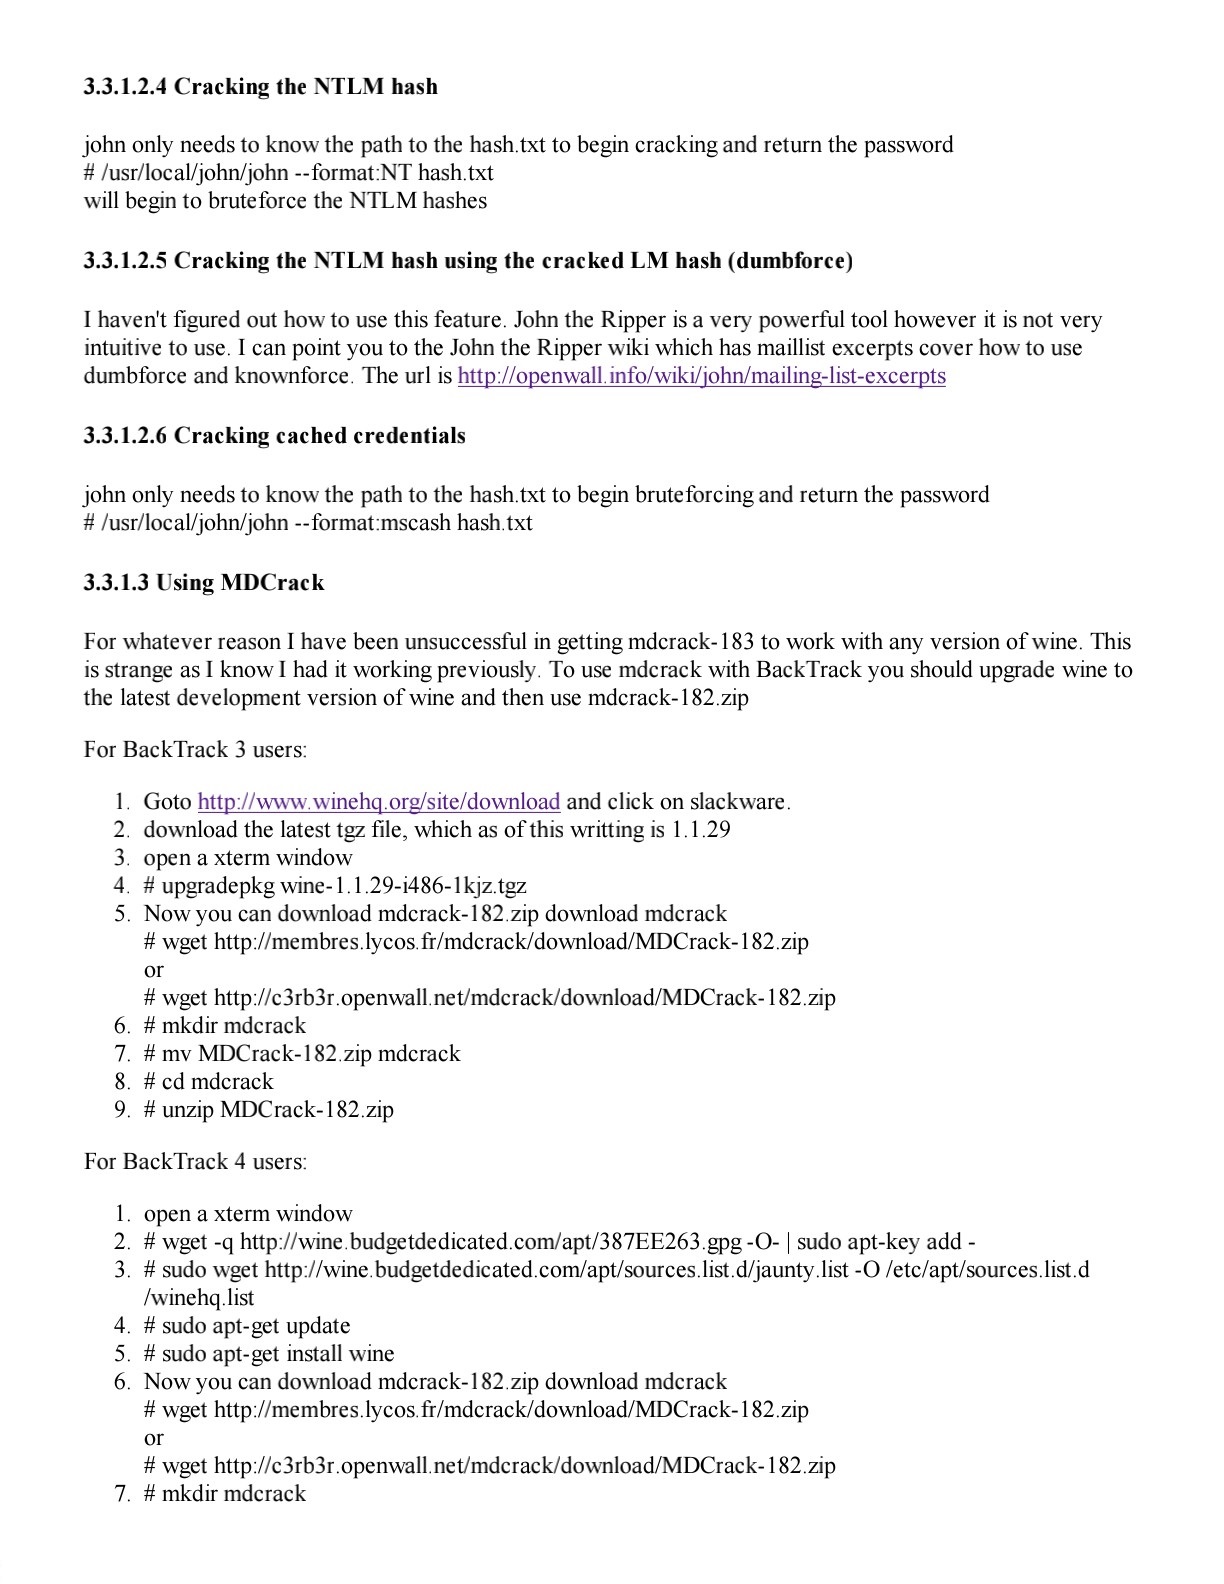 3.3.1.2.4 Cracking the NTLM hash
john only needs to know the path to the hash.txt to begin cracking and return the password
# /usr/local/john/john --format:NT hash.txt
will begin to bruteforce the NTLM hashes
3.3.1.2.5 Cracking the NTLM hash using the cracked LM hash (dumbforce)
I haven't figured out how to use this feature. John the Ripper is a very powerful tool however it is not very
intuitive to use. I can point you to the John the Ripper wiki which has maillist excerpts cover how to use
dumbforce and knownforce. The url is http://openwall.info/wiki/john/mailing-list-excerpts
3.3.1.2.6 Cracking cached credentials
john only needs to know the path to the hash.txt to begin bruteforcing and return the password
# /usr/local/john/john --format:mscash hash.txt
3.3.1.3 Using MDCrack
For whatever reason I have been unsuccessful in getting mdcrack-183 to work with any version of wine. This
is strange as I know I had it working previously. To use mdcrack with BackTrack you should upgrade wine to
the latest development version of wine and then use mdcrack-182.zip
For BackTrack 3 users:
1. Goto http://www.winehq.org/site/download and click on slackware.
2. download the latest tgz file, which as of this writting is 1.1.29
3. open a xterm window
4. # upgradepkg wine-1.1.29-i486-1kjz.tgz
5. Now you can download mdcrack-182.zip download mdcrack
# wget http://membres.lycos.fr/mdcrack/download/MDCrack-182.zip
or
# wget http://c3rb3r.openwall.net/mdcrack/download/MDCrack-182.zip
6. # mkdir mdcrack
7. # mv MDCrack-182.zip mdcrack
8. # cd mdcrack
9. # unzip MDCrack-182.zip
For BackTrack 4 users:
1. open a xterm window
2. # wget -q http://wine.budgetdedicated.com/apt/387EE263.gpg -O- | sudo apt-key add -
3. # sudo wget http://wine.budgetdedicated.com/apt/sources.list.d/jaunty.list -O /etc/apt/sources.list.d
/winehq.list
4. # sudo apt-get update
5. # sudo apt-get install wine
6. Now you can download mdcrack-182.zip download mdcrack
# wget http://membres.lycos.fr/mdcrack/download/MDCrack-182.zip
or
# wget http://c3rb3r.openwall.net/mdcrack/download/MDCrack-182.zip
7. # mkdir mdcrack